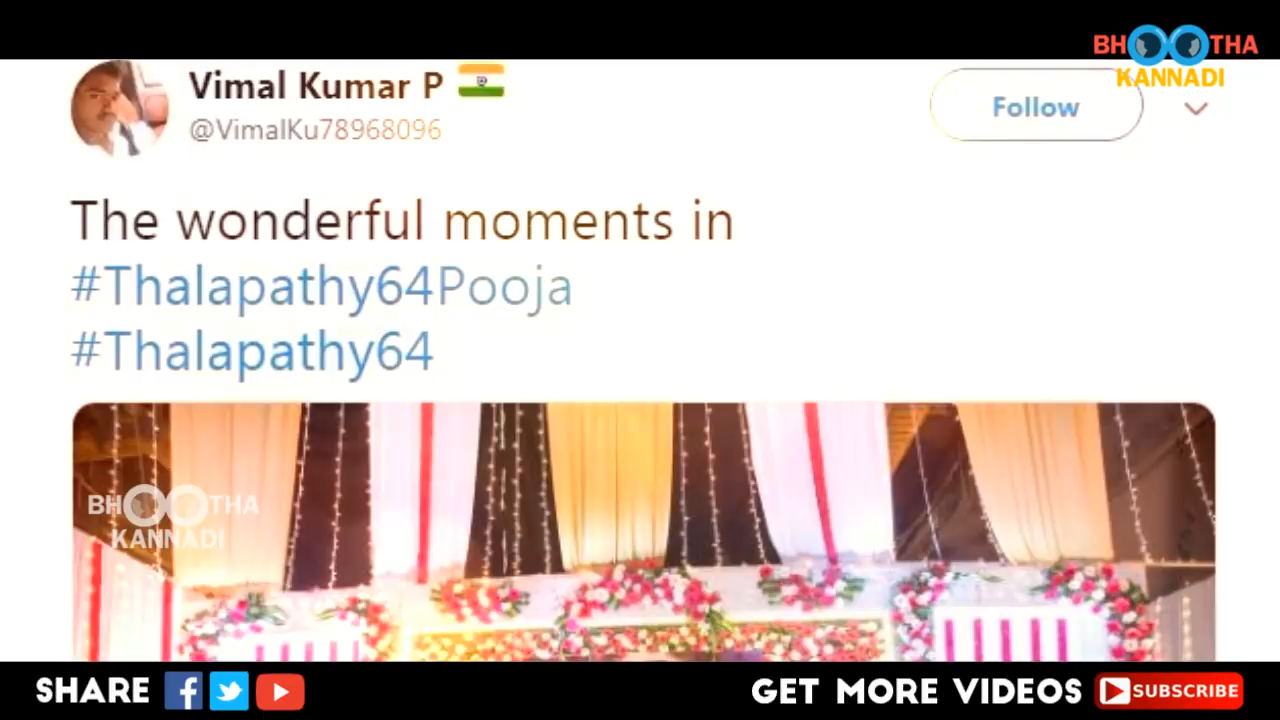 BHOOTHA
KANNADI
Vimal Kumar P
@VimalKu78968096
Follow
The wonderful moments in
#Thalapathy64Pooja
#Thalapathy64
BHOOTHA
KANNADI
SHARE
GET MORE VIDEOS
SUBSCRIBE